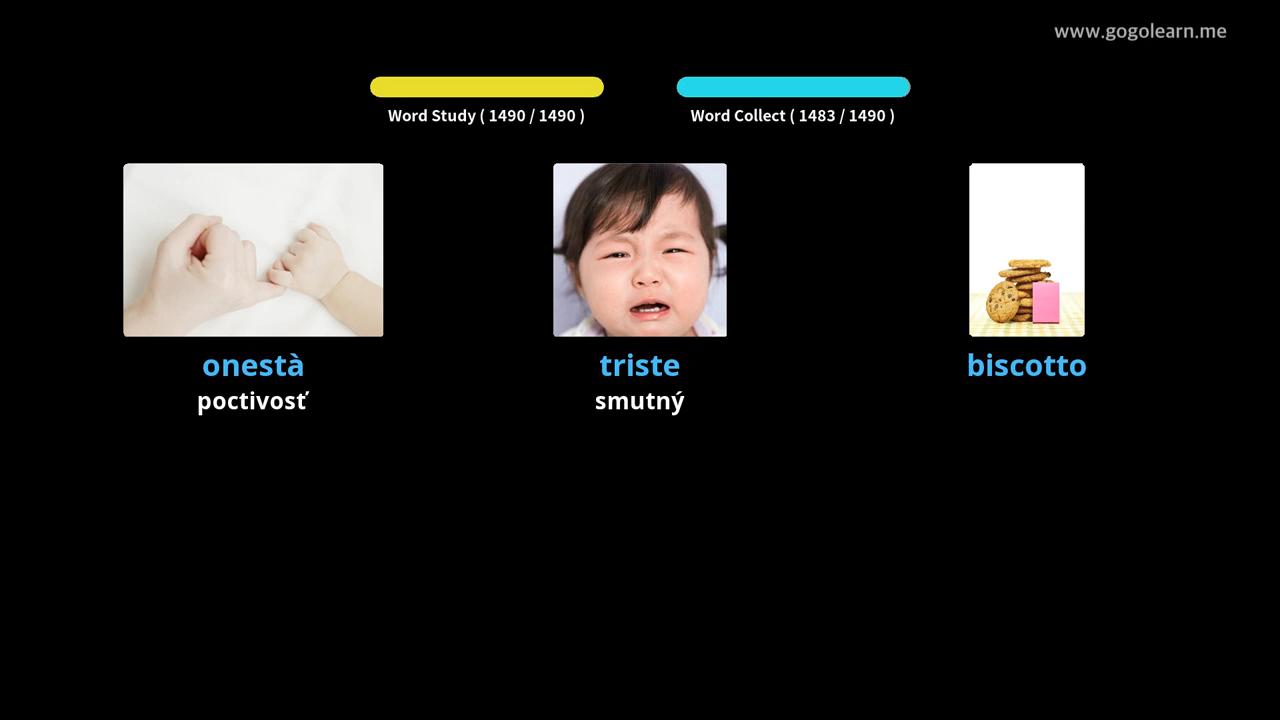 www.gogolearn.me
Word Study ( 1490 / 1490 )
Word Collect ( 1483 / 1490 )
onestà
triste
biscotto
poctivosť
smutný